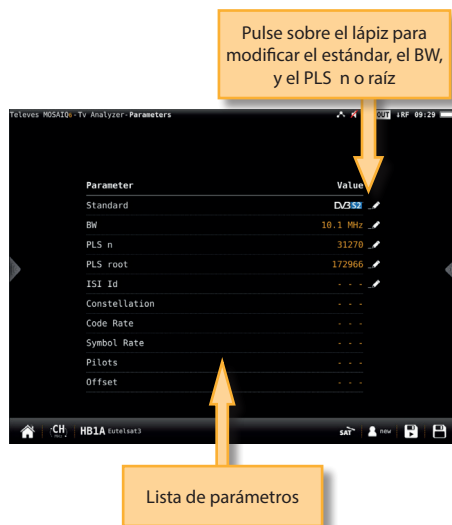 Pulse sobre el lápiz para
modificar el estándar, el BW,
y el PLS n o raíz
Televes MOSAIQ6-Tv Analyzer-Parameters
OUT ↓RF 09:29
Parameter Value
Standard DVB S2
BW 10.1 MHz
PLS n 31270
PLS root 172966
ISI Id - - -
Constellation - - -
Code Rate - - -
Symbol Rate - - -
Pilots - - -
Offset - - -
CH HB1A Eutelsat3 SAT new
Lista de parámetros